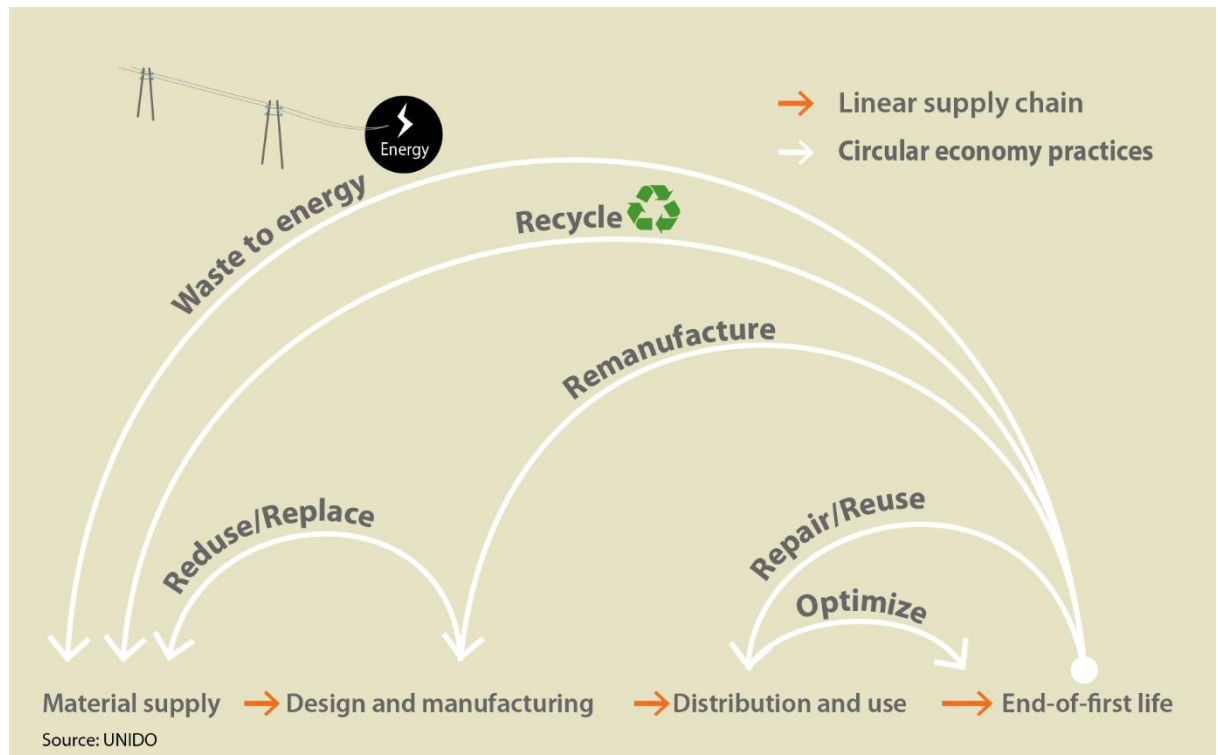 Energy
Linear supply chain
Circular economy practices
Waste to energy
Recycle
Remanufacture
Reduse/Replace
Repair/Reuse
Optimize
Material supply
Design and manufacturing
Distribution and use
End-of-first life
Source: UNIDO